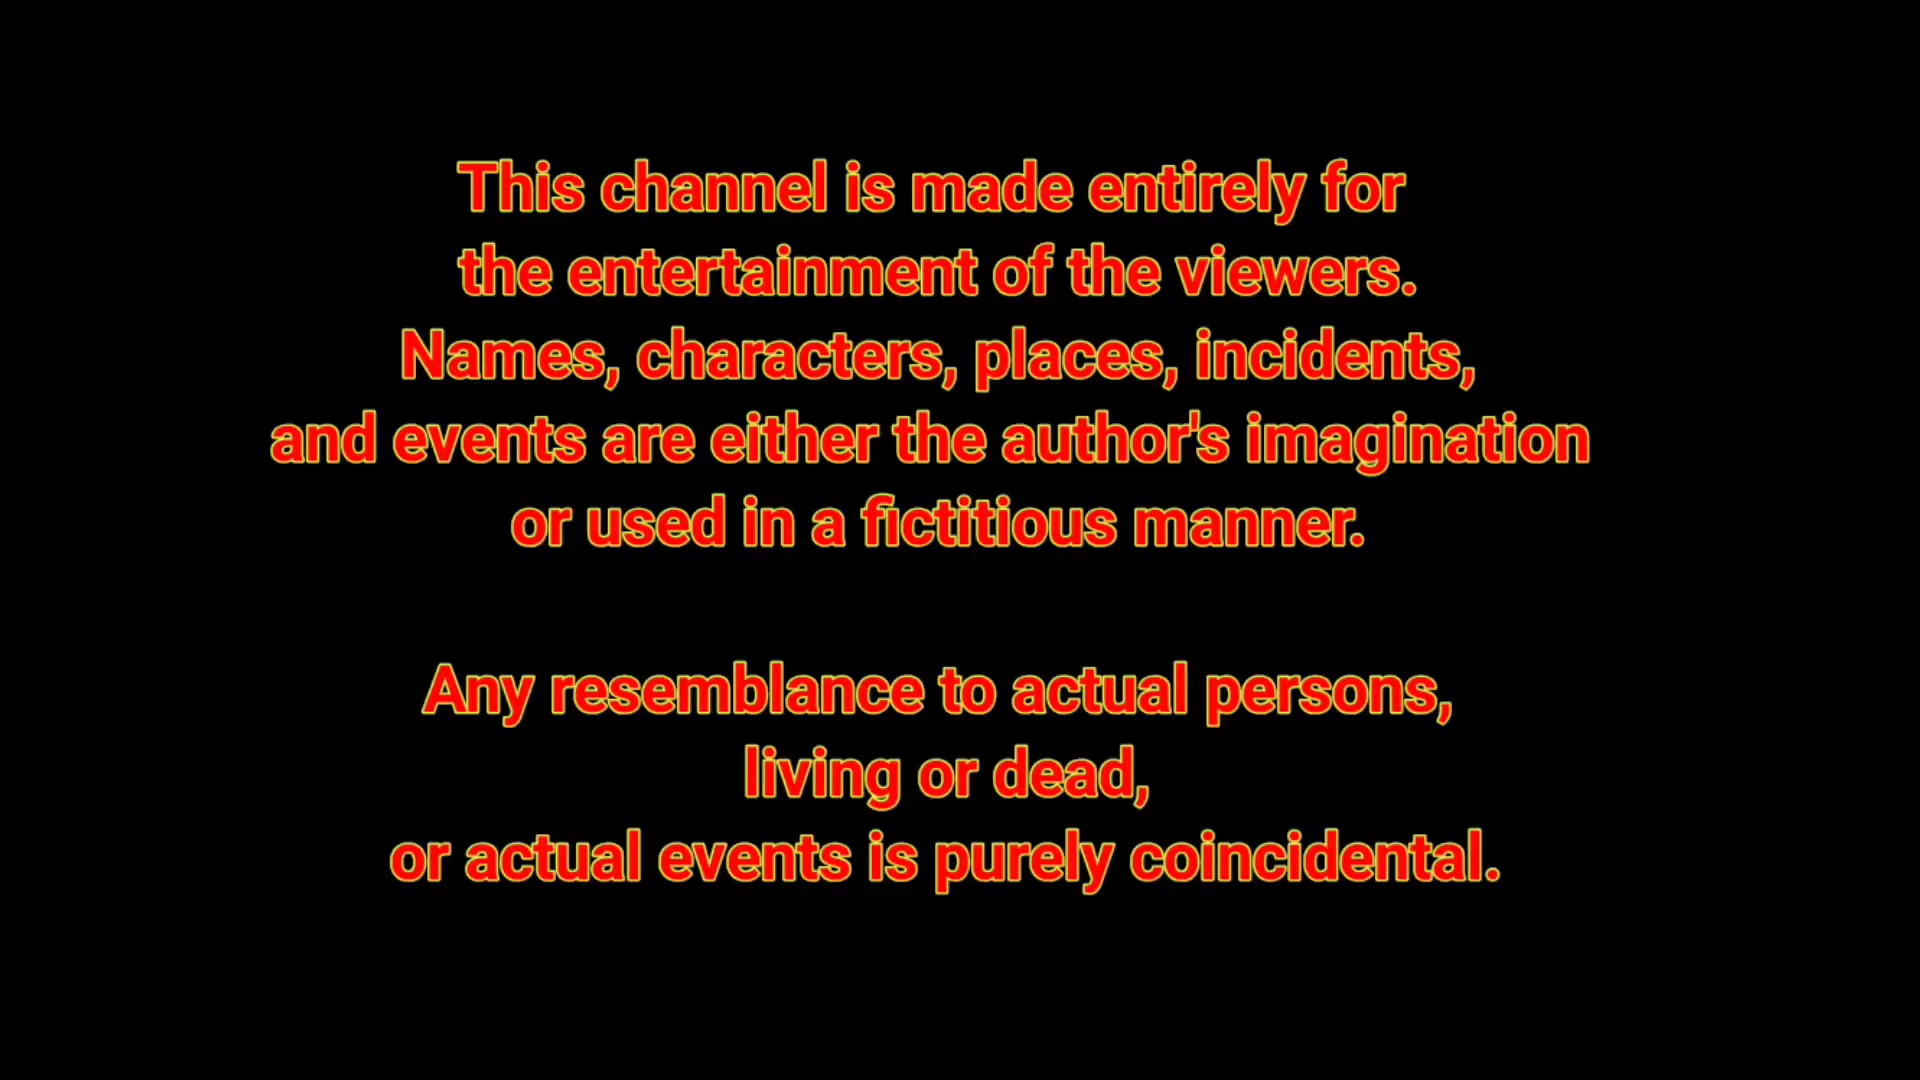 This channel is made entirely for
the entertainment of the viewers.
Names, characters, places, incidents,
and events are either the author's imagination
or used in a fictitious manner.
Any resemblance to actual persons,
living or dead,
or actual events is purely coincidental.